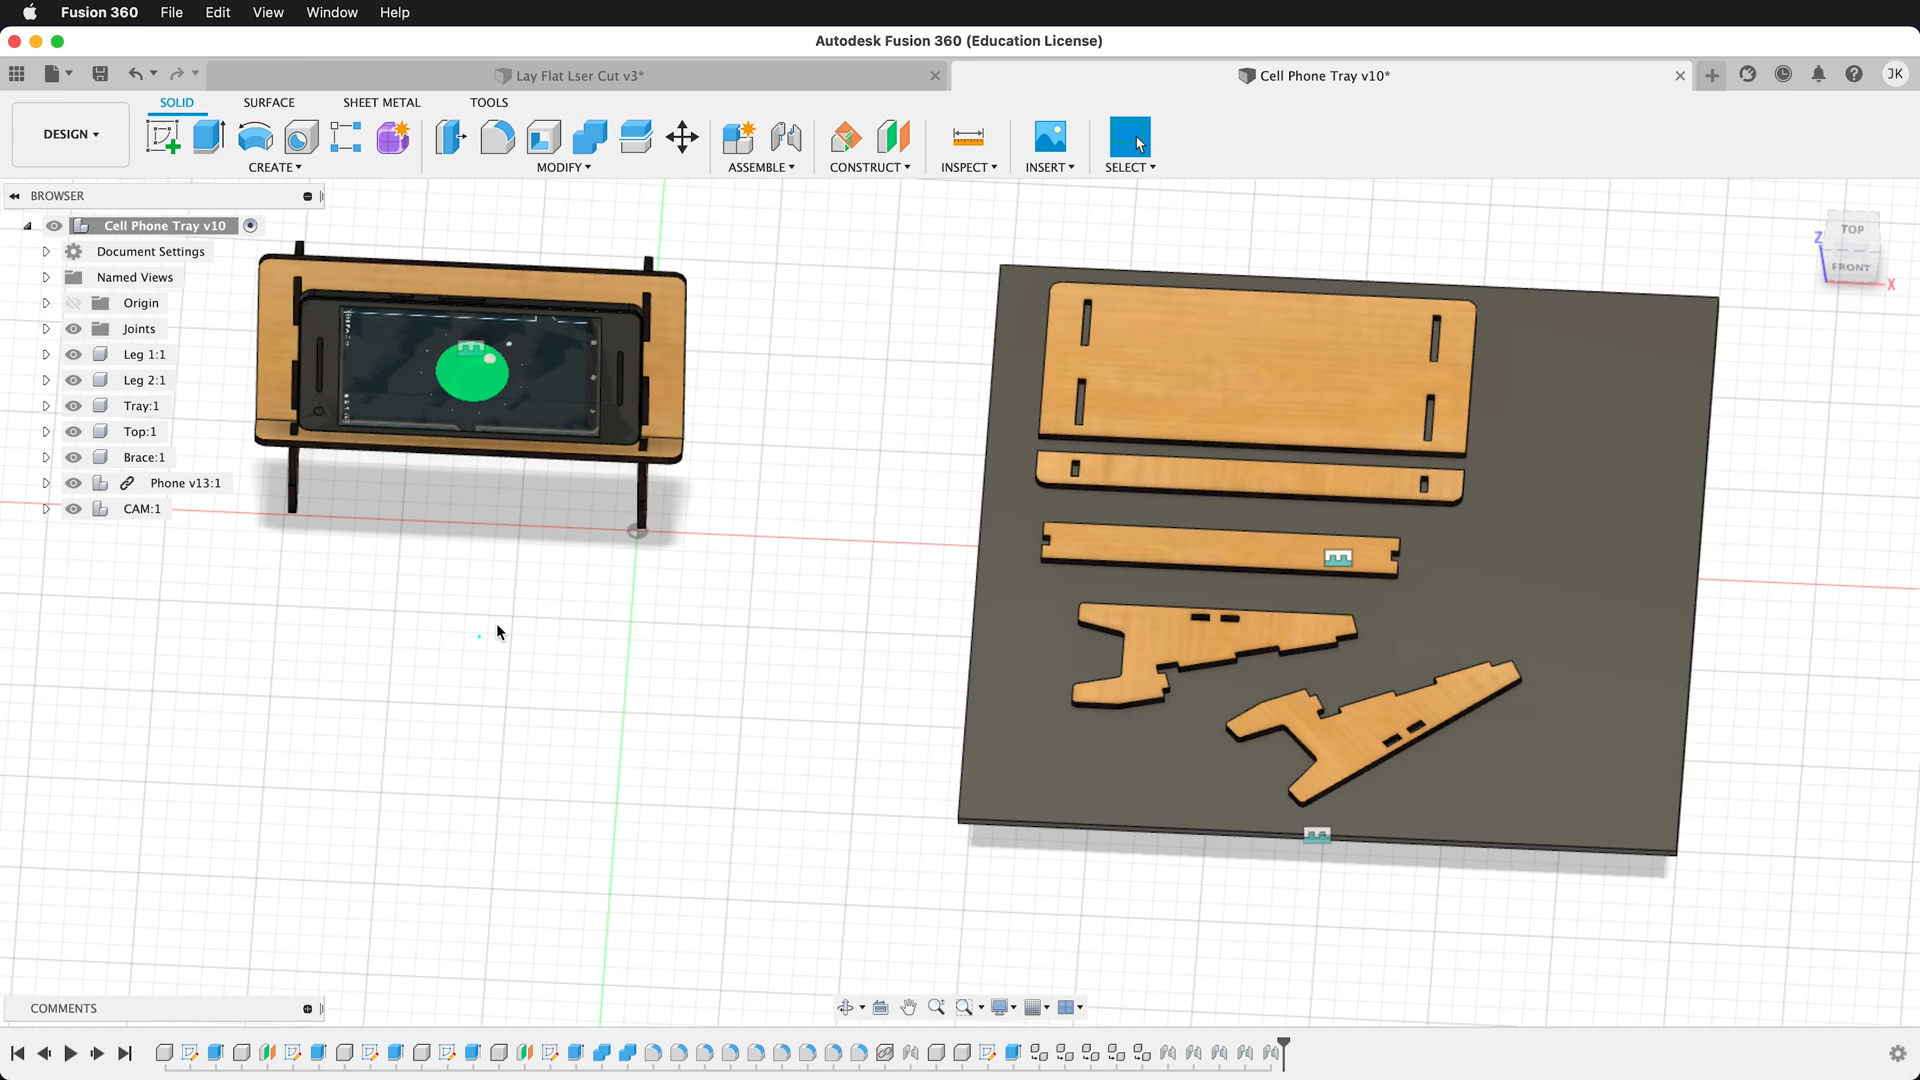 Fusion 360 File Edit View Window Help
Autodesk Fusion 360 (Education License)
Lay Flat Lser Cut v3*
Cell Phone Tray v10*
JK
SOLID SURFACE SHEET METAL TOOLS
DESIGN
CREATE MODIFY ASSEMBLE CONSTRUCT INSPECT INSERT SELECT
BROWSER
Cell Phone Tray v10
Document Settings
Named Views
Origin
Joints
Leg 1:1
Leg 2:1
Tray:1
Top:1
Brace:1
Phone v13:1
CAM:1
TOP
Z
FRONT
X
COMMENTS